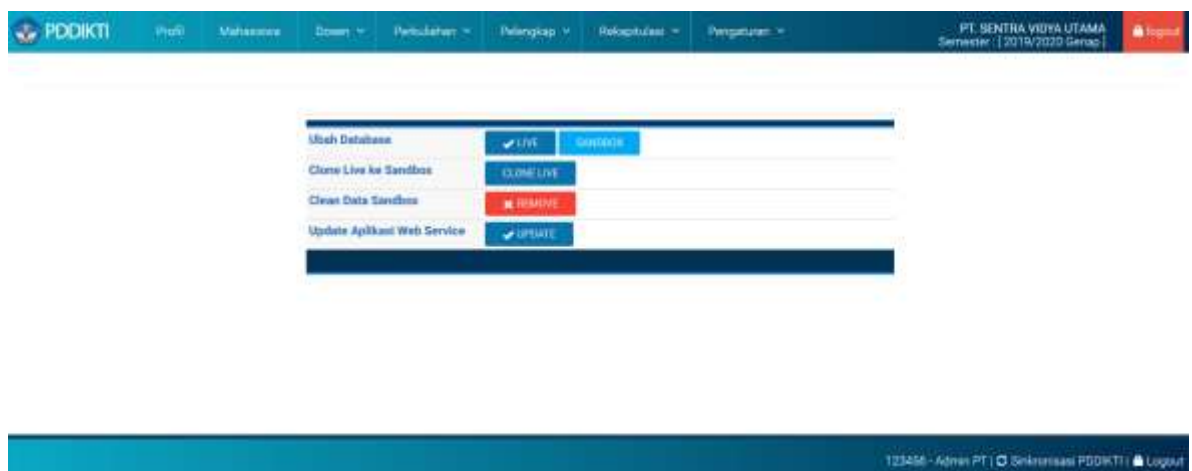 PDDIKTI Profil Mahasiswa Dosen Perkuliahan Pelengkap Rekapitulasi Pengaturan PT. SENTRA VIDYA UTAMA logout
Semester : [ 2019/2020 Genap ]
Ubah Database LIVE SANDBOX
Clone Live ke Sandbox CLONE LIVE
Clean Data Sandbox REMOVE
Update Aplikasi Web Service UPDATE
123456 - Admin PT | Sinkronisasi PDDIKTI | Logout